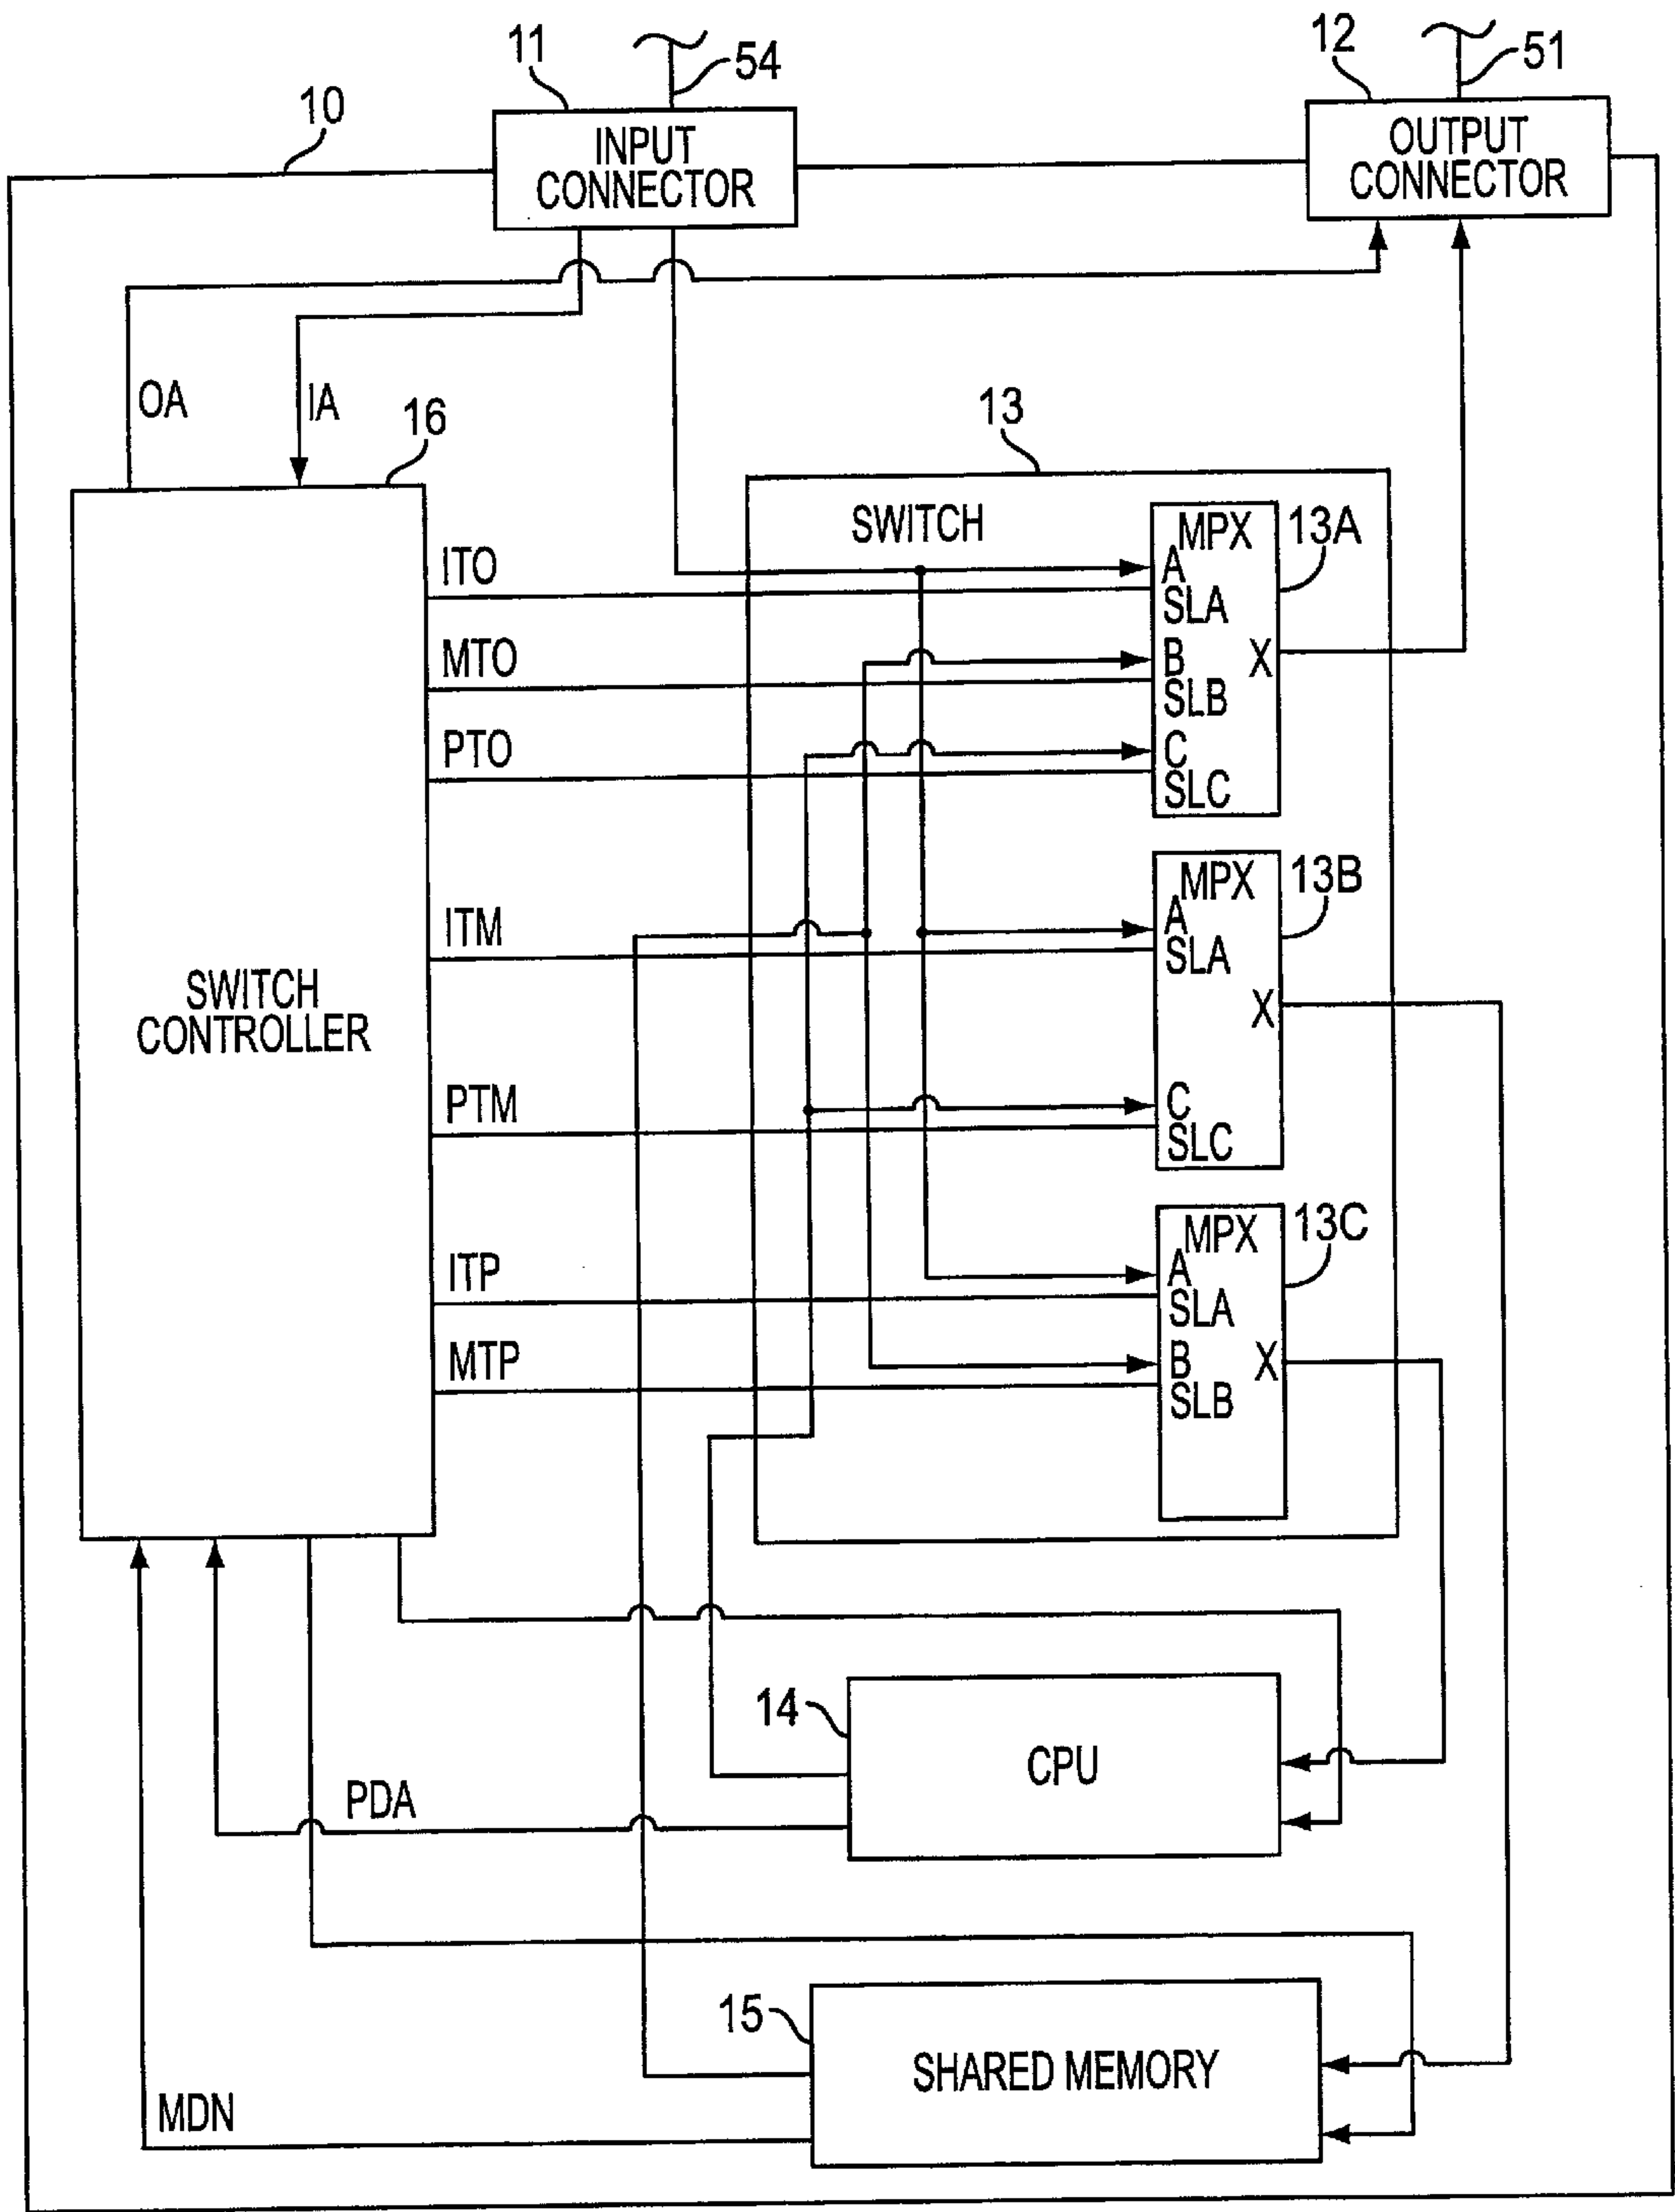 10
11
54
12
51
INPUT
CONNECTOR
OUTPUT
CONNECTOR
OA
IA
16
13
SWITCH
MPX
13A
A
SLA
B
SLB
C
SLC
X
ITO
MTO
PTO
ITM
PTM
ITP
MTP
SWITCH
CONTROLLER
MPX
13B
A
SLA
X
C
SLC
MPX
13C
A
SLA
B
SLB
X
14
CPU
PDA
15
SHARED MEMORY
MDN